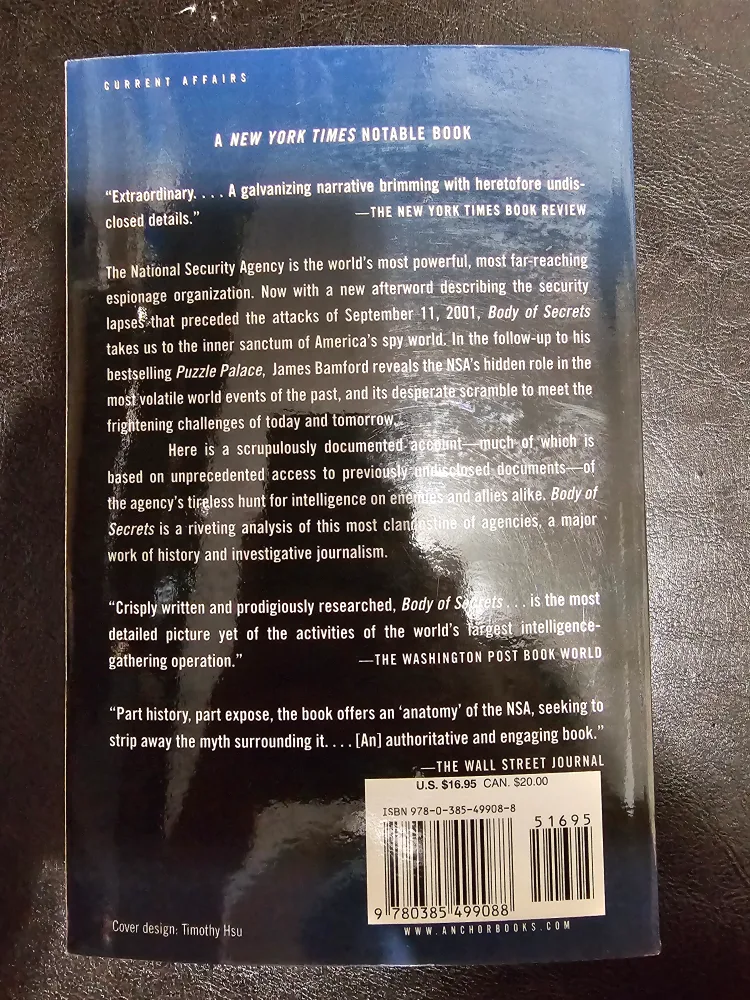 CURRENT AFFAIRS
A NEW YORK TIMES NOTABLE BOOK
“Extraordinary. . . . A galvanizing narrative brimming with heretofore undis-
closed details.” —THE NEW YORK TIMES BOOK REVIEW
The National Security Agency is the world’s most powerful, most far-reaching
espionage organization. Now with a new afterword describing the security
lapses that preceded the attacks of September 11, 2001, Body of Secrets
takes us to the inner sanctum of America’s spy world. In the follow-up to his
bestselling Puzzle Palace, James Bamford reveals the NSA’s hidden role in the
most volatile world events of the past, and its desperate scramble to meet the
frightening challenges of today and tomorrow.
Here is a scrupulously documented account—much of which is
based on unprecedented access to previously undisclosed documents—of
the agency’s tireless hunt for intelligence on enemies and allies alike. Body of
Secrets is a riveting analysis of this most clandestine of agencies, a major
work of history and investigative journalism.
“Crisply written and prodigiously researched, Body of Secrets . . . is the most
detailed picture yet of the activities of the world’s largest intelligence-
gathering operation.” —THE WASHINGTON POST BOOK WORLD
“Part history, part expose, the book offers an ‘anatomy’ of the NSA, seeking to
strip away the myth surrounding it. . . . [An] authoritative and engaging book.”
—THE WALL STREET JOURNAL
U.S. $16.95 CAN. $20.00
ISBN 978-0-385-49908-8
51695
9 780385 499088
Cover design: Timothy Hsu
WWW.ANCHORBOOKS.COM